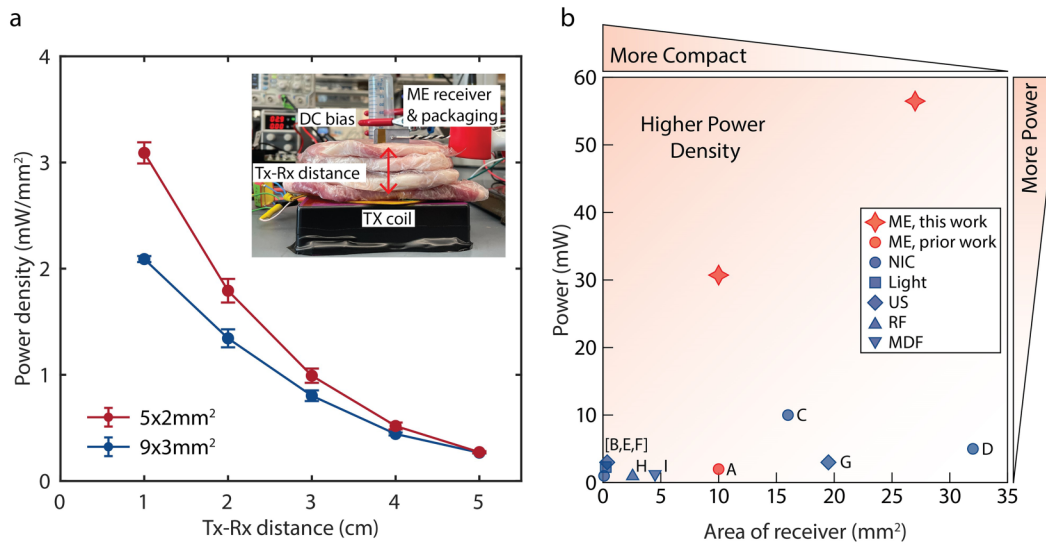 a
Power density (mW/mm²)
4
3
2
1
0
0
1
2
3
4
5
Tx-Rx distance (cm)
5x2mm²
9x3mm²
DC bias
ME receiver
& packaging
Tx-Rx distance
TX coil
b
More Compact
More Power
Higher Power
Density
Power (mW)
60
50
40
30
20
10
0
0
5
10
15
20
25
30
35
Area of receiver (mm²)
ME, this work
ME, prior work
NIC
Light
US
RF
MDF
[B,E,F]
H
I
A
C
G
D